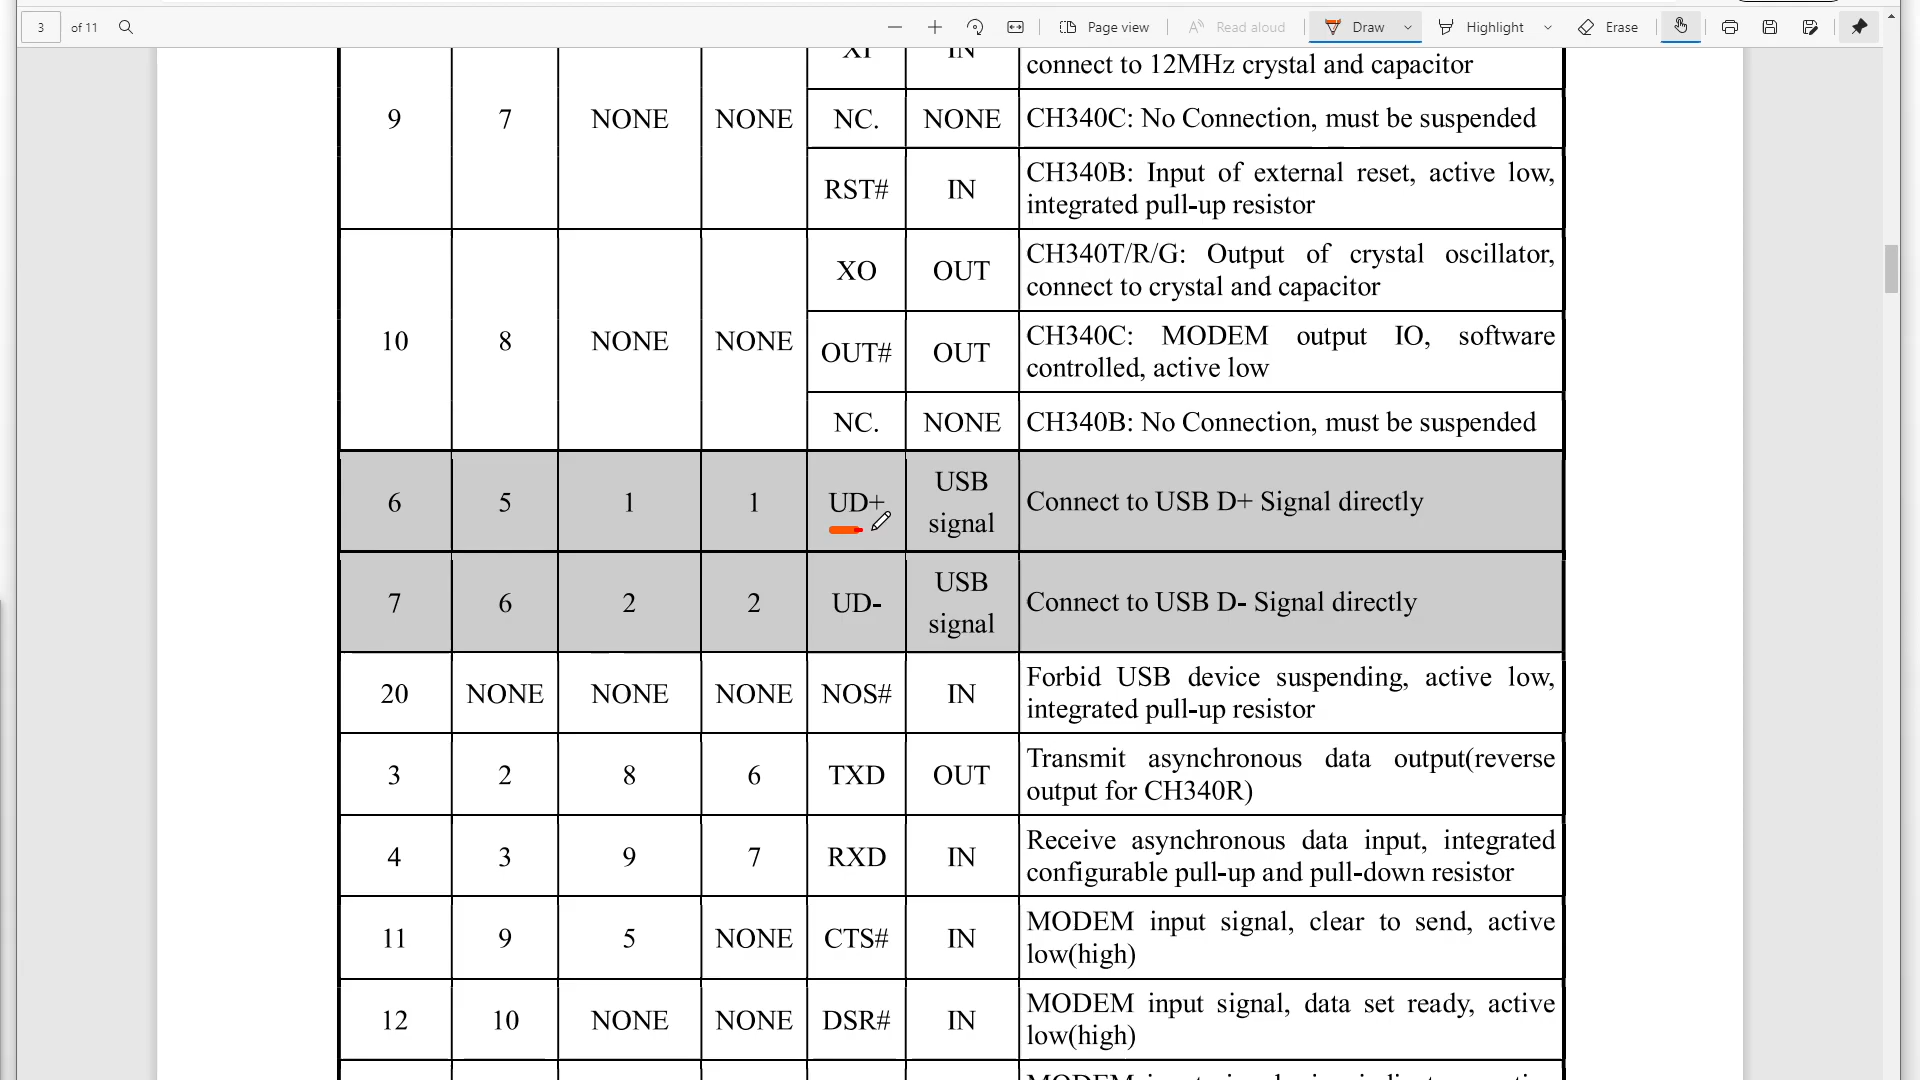 3 of 11 Page view Read aloud Draw Highlight Erase
XI IN
connect to 12MHz crystal and capacitor
9 7 NONE NONE NC. NONE CH340C: No Connection, must be suspended
RST# IN CH340B: Input of external reset, active low,
integrated pull-up resistor
XO OUT CH340T/R/G: Output of crystal oscillator,
connect to crystal and capacitor
10 8 NONE NONE OUT# OUT CH340C: MODEM output IO, software
controlled, active low
NC. NONE CH340B: No Connection, must be suspended
6 5 1 1 UD+ USB
signal Connect to USB D+ Signal directly
7 6 2 2 UD- USB
signal Connect to USB D- Signal directly
20 NONE NONE NONE NOS# IN Forbid USB device suspending, active low,
integrated pull-up resistor
3 2 8 6 TXD OUT Transmit asynchronous data output(reverse
output for CH340R)
4 3 9 7 RXD IN Receive asynchronous data input, integrated
configurable pull-up and pull-down resistor
11 9 5 NONE CTS# IN MODEM input signal, clear to send, active
low(high)
12 10 NONE NONE DSR# IN MODEM input signal, data set ready, active
low(high)